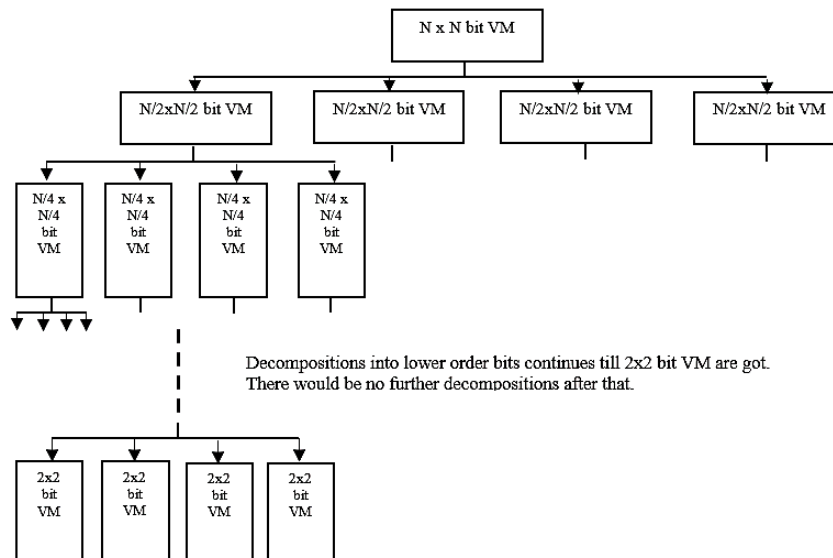 N x N bit VM
N/2xN/2 bit VM
N/2xN/2 bit VM
N/2xN/2 bit VM
N/2xN/2 bit VM
N/4 x
N/4
bit
VM
N/4 x
N/4
bit
VM
N/4 x
N/4
bit
VM
N/4 x
N/4
bit
VM
Decompositions into lower order bits continues till 2x2 bit VM are got.
There would be no further decompositions after that.
2x2
bit
VM
2x2
bit
VM
2x2
bit
VM
2x2
bit
VM